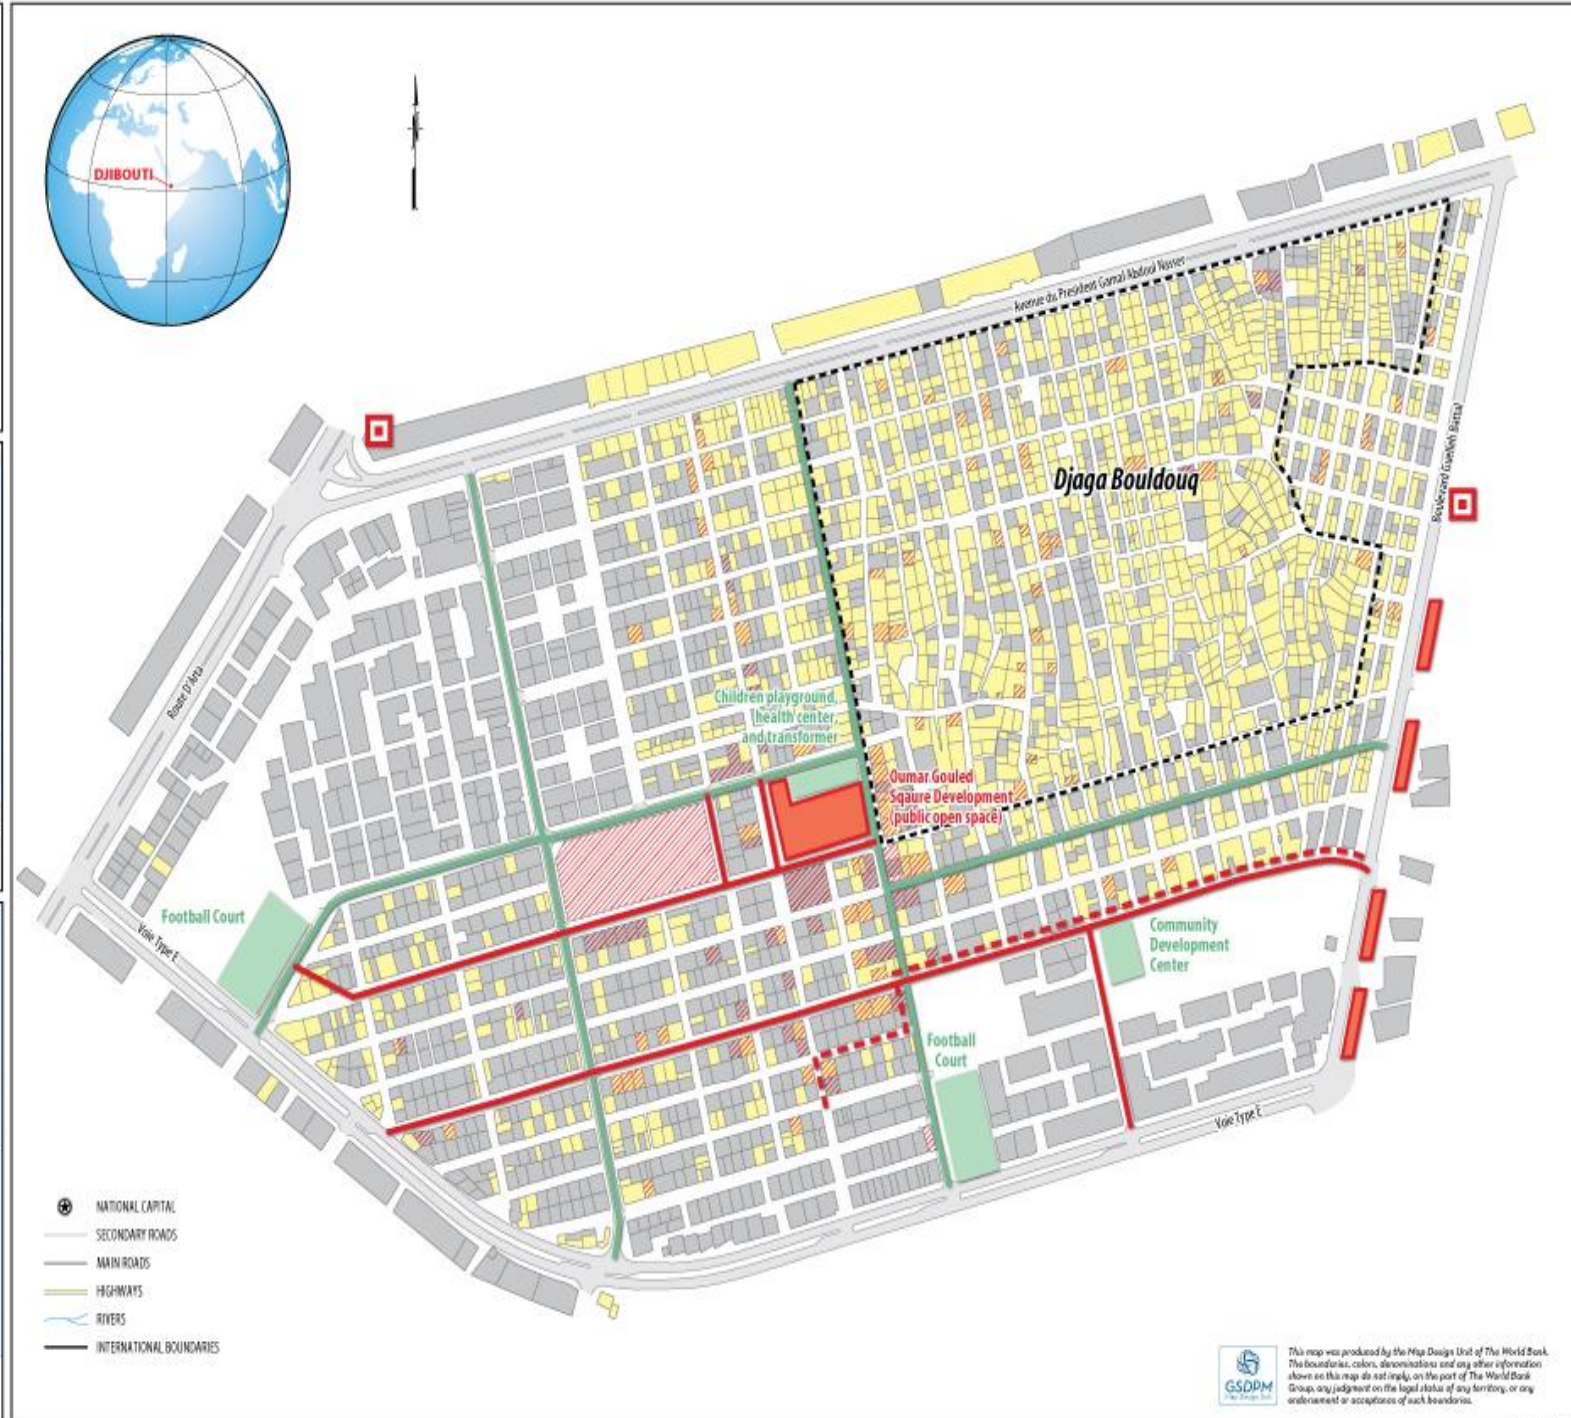 DJIBOUTI
Avenue du President Gamal Abdoul Nasser
Djaga Bouldouq
Boulevard Guelleh Battal
Route D'Arta
Children playground,
health center,
and transformer
Oumar Gouled
Sqaure Development
(public open space)
Football Court
Voie Type E
Community
Development
Center
Football
Court
Voie Type E
NATIONAL CAPITAL
SECONDARY ROADS
MAIN ROADS
HIGHWAYS
RIVERS
INTERNATIONAL BOUNDARIES
GSDPM
Map Design Unit
This map was produced by the Map Design Unit of The World Bank.
The boundaries, colors, denominations and any other information
shown on this map do not imply, on the part of The World Bank
Group, any judgment on the legal status of any territory, or any
endorsement or acceptance of such boundaries.